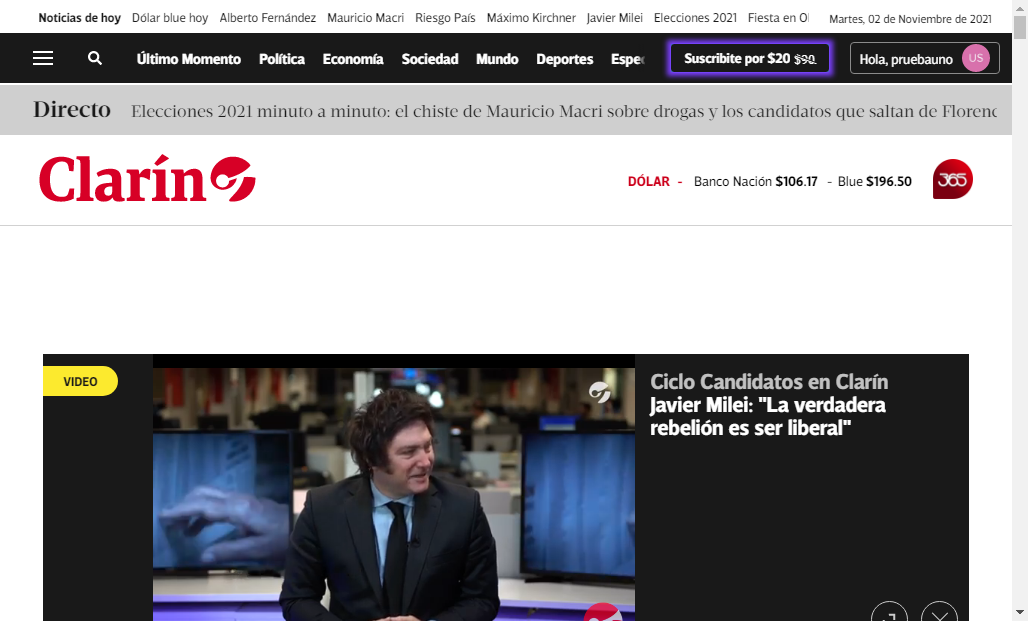 Noticias de hoy Dólar blue hoy Alberto Fernández Mauricio Macri Riesgo País Máximo Kirchner Javier Milei Elecciones 2021 Fiesta en Ol Martes, 02 de Noviembre de 2021
Último Momento Política Economía Sociedad Mundo Deportes Espe Suscribite por $20 $90 Hola, pruebauno US
Directo Elecciones 2021 minuto a minuto: el chiste de Mauricio Macri sobre drogas y los candidatos que saltan de Florenc
Clarín
DÓLAR - Banco Nación $106.17 - Blue $196.50 365
VIDEO
Ciclo Candidatos en Clarín
Javier Milei: "La verdadera
rebelión es ser liberal"